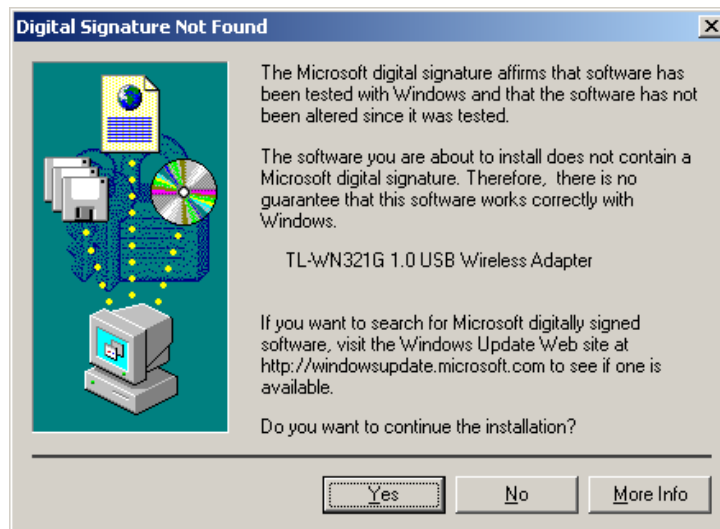 Digital Signature Not Found
The Microsoft digital signature affirms that software has
been tested with Windows and that the software has not
been altered since it was tested.
The software you are about to install does not contain a
Microsoft digital signature. Therefore,  there is no
guarantee that this software works correctly with
Windows.
TL-WN321G 1.0 USB Wireless Adapter
If you want to search for Microsoft digitally signed
software, visit the Windows Update Web site at
http://windowsupdate.microsoft.com to see if one is
available.
Do you want to continue the installation?
Yes No More Info